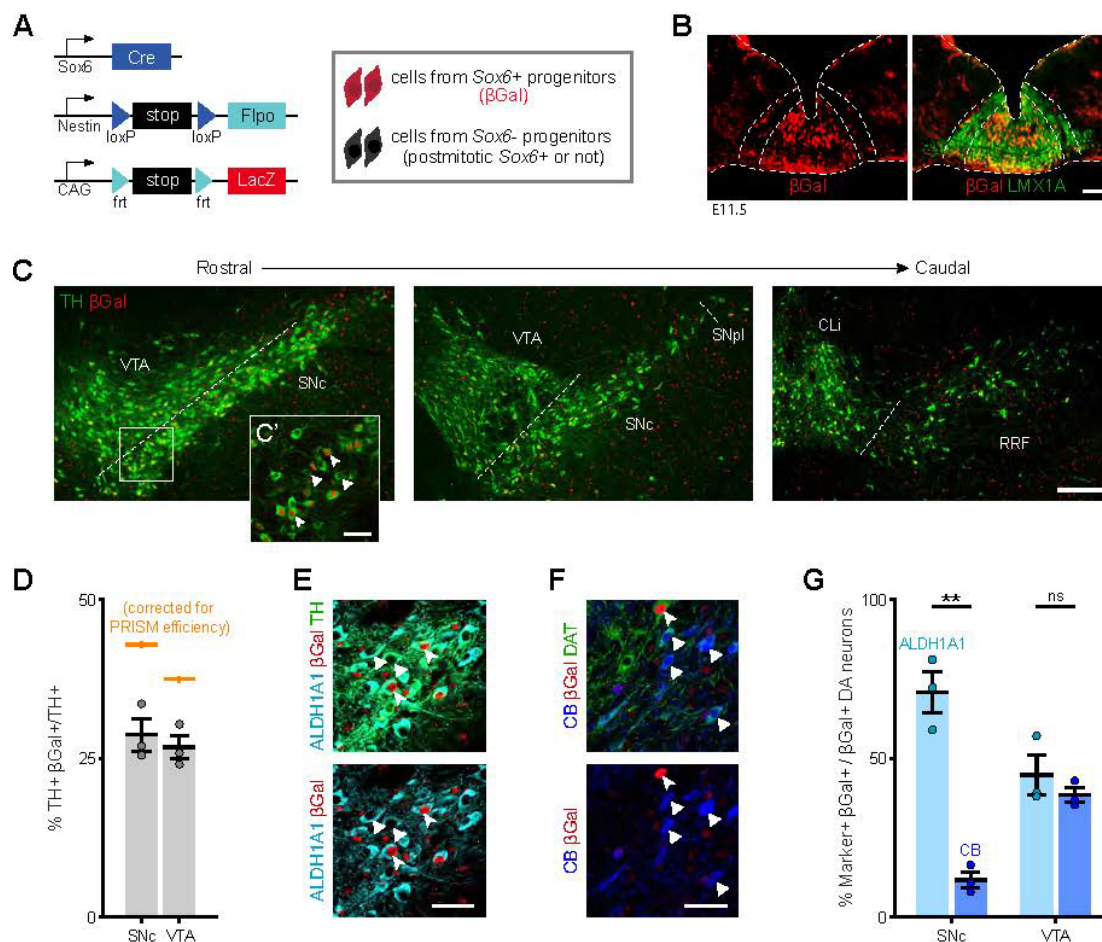 A
Sox6
Cre
Nestin
loxP
stop
loxP
Flpo
CAG
frt
stop
frt
LacZ
cells from Sox6+ progenitors
(βGal)
cells from Sox6- progenitors
(postmitotic Sox6+ or not)
B
βGal
βGal LMX1A
E11.5
C
Rostral
Caudal
TH βGal
VTA
SNc
C'
VTA
SNpl
SNc
CLi
RRF
D
% TH+ βGal+/TH+
50
25
0
(corrected for
PRISM efficiency)
SNc
VTA
E
ALDH1A1 βGal TH
ALDH1A1 βGal
F
CB βGal DAT
CB βGal
G
% Marker+ βGal+ / βGal+ DA neurons
100
50
0
**
ns
ALDH1A1
CB
SNc
VTA